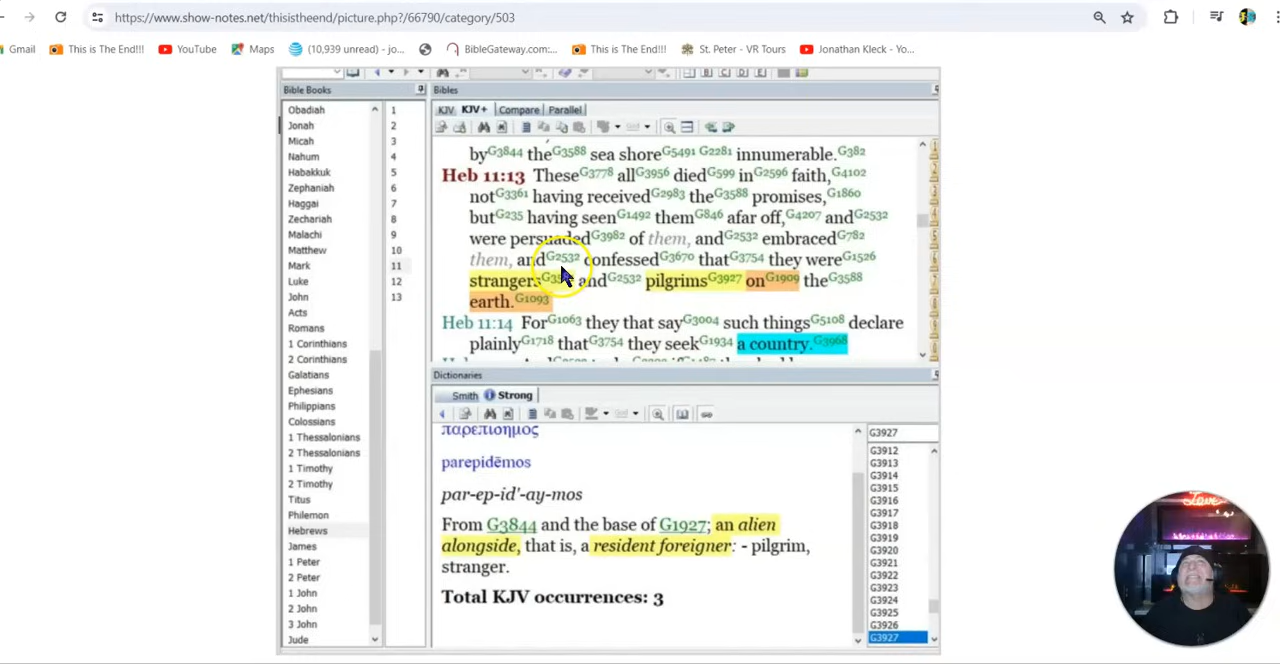 https://www.show-notes.net/thisistheend/picture.php?/66790/category/503
Gmail This is The End!!! YouTube Maps (10,939 unread) - jo... BibleGateway.com:... This is The End!!! St. Peter - VR Tours Jonathan Kleck - Yo...
Bible Books
Obadiah
Jonah
Micah
Nahum
Habakkuk
Zephaniah
Haggai
Zechariah
Malachi
Matthew
Mark
Luke
John
Acts
Romans
1 Corinthians
2 Corinthians
Galatians
Ephesians
Philippians
Colossians
1 Thessalonians
2 Thessalonians
1 Timothy
2 Timothy
Titus
Philemon
Hebrews
James
1 Peter
2 Peter
1 John
2 John
3 John
Jude
1
2
3
4
5
6
7
8
9
10
11
12
13
Bibles
KJV KJV+ Compare Parallel
byG3844 theG3588 sea shoreG5491 G2281 innumerable.G382
Heb 11:13 TheseG3778 allG3956 diedG599 inG2596 faith,G4102
notG3361 having receivedG2983 theG3588 promises,G1860
butG235 having seenG1492 themG846 afar off,G4207 andG2532
were persuadedG3982 of them, andG2532 embracedG782
them, andG2532 confessedG3670 thatG3754 they wereG1526
strangers andG2532 pilgrimsG3927 onG1909 theG3588
earth.G1093
Heb 11:14 ForG1063 they that sayG3004 such thingsG5108 declare
plainlyG1718 thatG3754 they seekG1934 a country.G3968
Dictionaries
Smith Strong
παρεπίδημος
parepidēmos
par-ep-id'-ay-mos
From G3844 and the base of G1927; an alien
alongside, that is, a resident foreigner: - pilgrim,
stranger.
Total KJV occurrences: 3
G3927
G3912
G3913
G3914
G3915
G3916
G3917
G3918
G3919
G3920
G3921
G3922
G3923
G3924
G3925
G3926
G3927